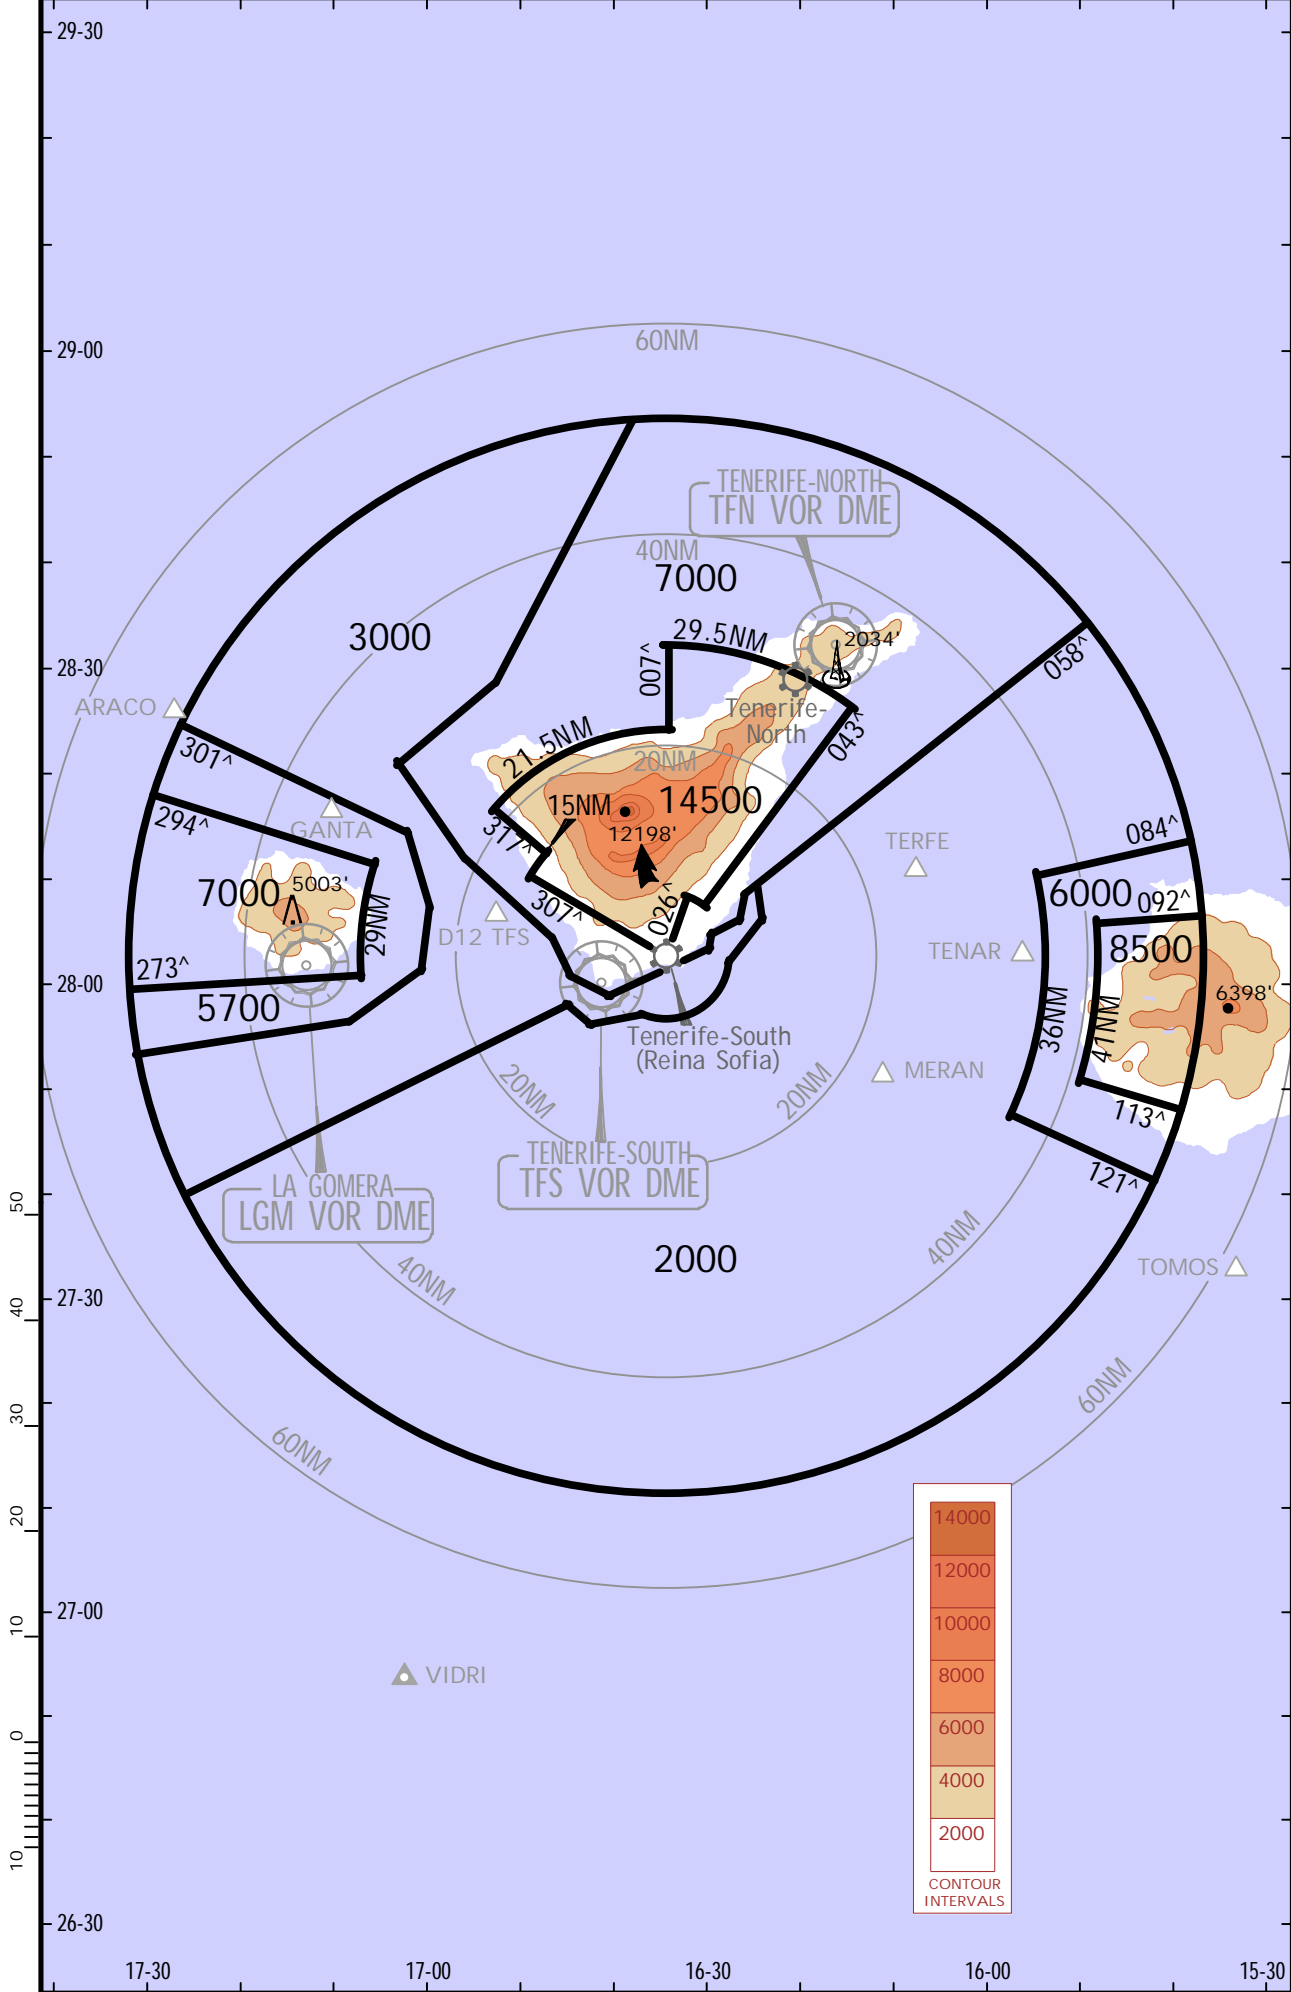 29-30
60NM
29-00
TENERIFE-NORTH
TFN VOR DME
40NM
7000
3000
29.5NM
2034'
007^
28-30
058^
ARACO
Tenerife-
North
301^
21.5NM
043^
20NM
15NM
14500
294^
GANTA
317^
12198'
084^
TERFE
7000
5003'
6000
092^
307^
026^
29NM
D12 TFS
TENAR
8500
273^
28-00
5700
6398'
36NM
41NM
Tenerife-South
(Reina Sofia)
MERAN
20NM
20NM
113^
TENERIFE-SOUTH
TFS VOR DME
121^
LA GOMERA
LGM VOR DME
50
2000
40NM
40NM
TOMOS
27-30
40
60NM
30
60NM
20
14000
12000
10000
8000
6000
4000
2000
CONTOUR
INTERVALS
27-00
10
VIDRI
0
10
26-30
17-30
17-00
16-30
16-00
15-30